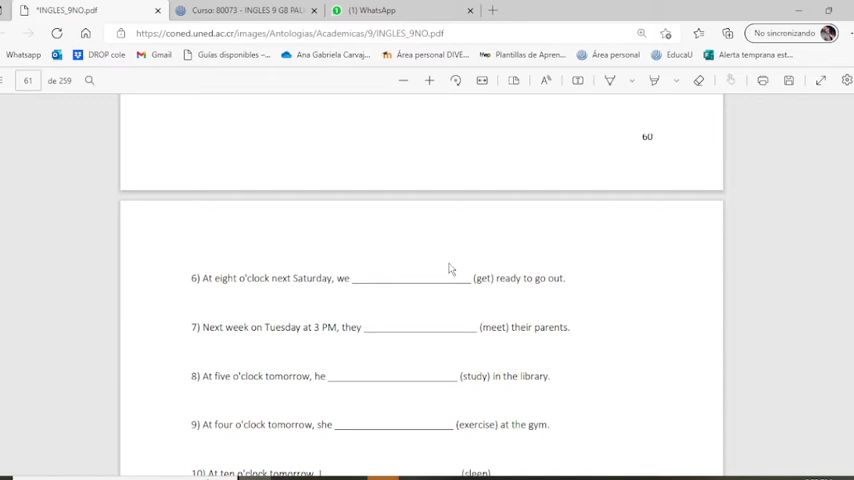 *INGLES_9NO.pdf
Curso: 80073 - INGLES 9 G8 PAL
(1) WhatsApp
https://coned.uned.ac.cr/images/Antologias/Academicas/9/INGLES_9NO.pdf
No sincronizando
Whatsapp
DROP cole
Gmail
Guías disponibles –...
Ana Gabriela Carvaj...
Área personal DIVE...
Plantillas de Apren...
Área personal
EducaU
Alerta temprana est...
61 de 259
60
6) At eight o'clock next Saturday, we ____________________ (get) ready to go out.
7) Next week on Tuesday at 3 PM, they ____________________ (meet) their parents.
8) At five o'clock tomorrow, he ____________________ (study) in the library.
9) At four o'clock tomorrow, she ____________________ (exercise) at the gym.
10) At ten o'clock tomorrow, I ____________________ (sleep)